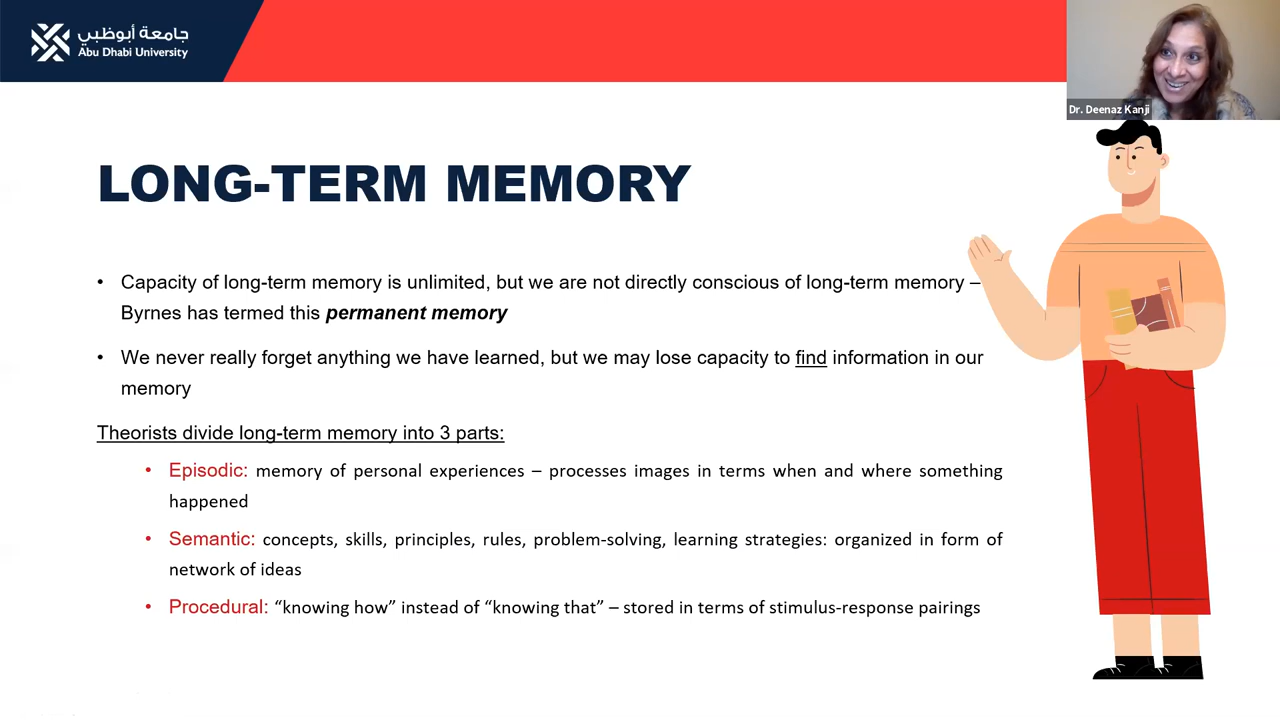 جامعة أبوظبي
Abu Dhabi University
Dr. Deenaz Kanji
LONG-TERM MEMORY
• Capacity of long-term memory is unlimited, but we are not directly conscious of long-term memory –
Byrnes has termed this permanent memory
• We never really forget anything we have learned, but we may lose capacity to find information in our
memory
Theorists divide long-term memory into 3 parts:
• Episodic: memory of personal experiences – processes images in terms when and where something
happened
• Semantic: concepts, skills, principles, rules, problem-solving, learning strategies: organized in form of
network of ideas
• Procedural: “knowing how” instead of “knowing that” – stored in terms of stimulus-response pairings